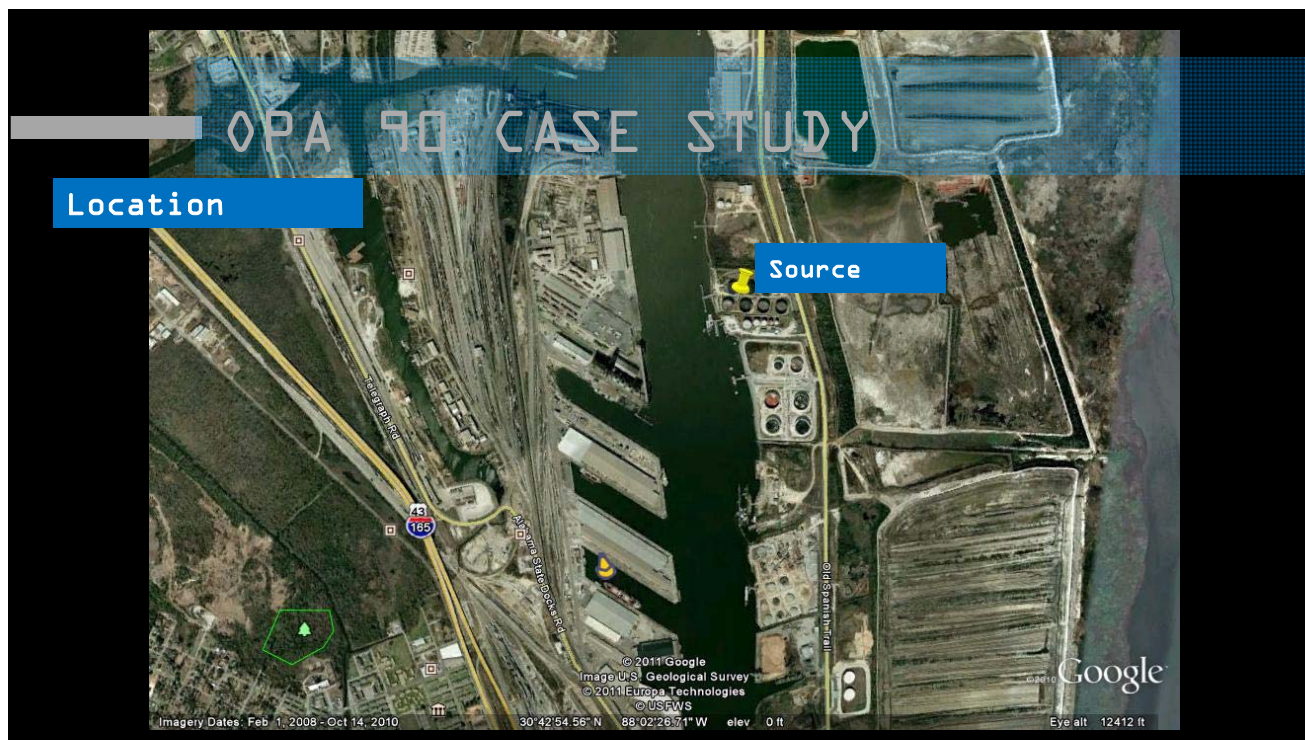 OPA 90 CASE STUDY
Location
Source
Telegraph Rd
43
165
Alabama State Docks Rd
Old Spanish Trail
© 2011 Google
Image U.S. Geological Survey
© 2011 Europa Technologies
© USFWS
©2010 Google
Imagery Dates: Feb 1, 2008 - Oct 14, 2010
30°42'54.56" N 88°02'26.71" W elev 0 ft
Eye alt 12412 ft